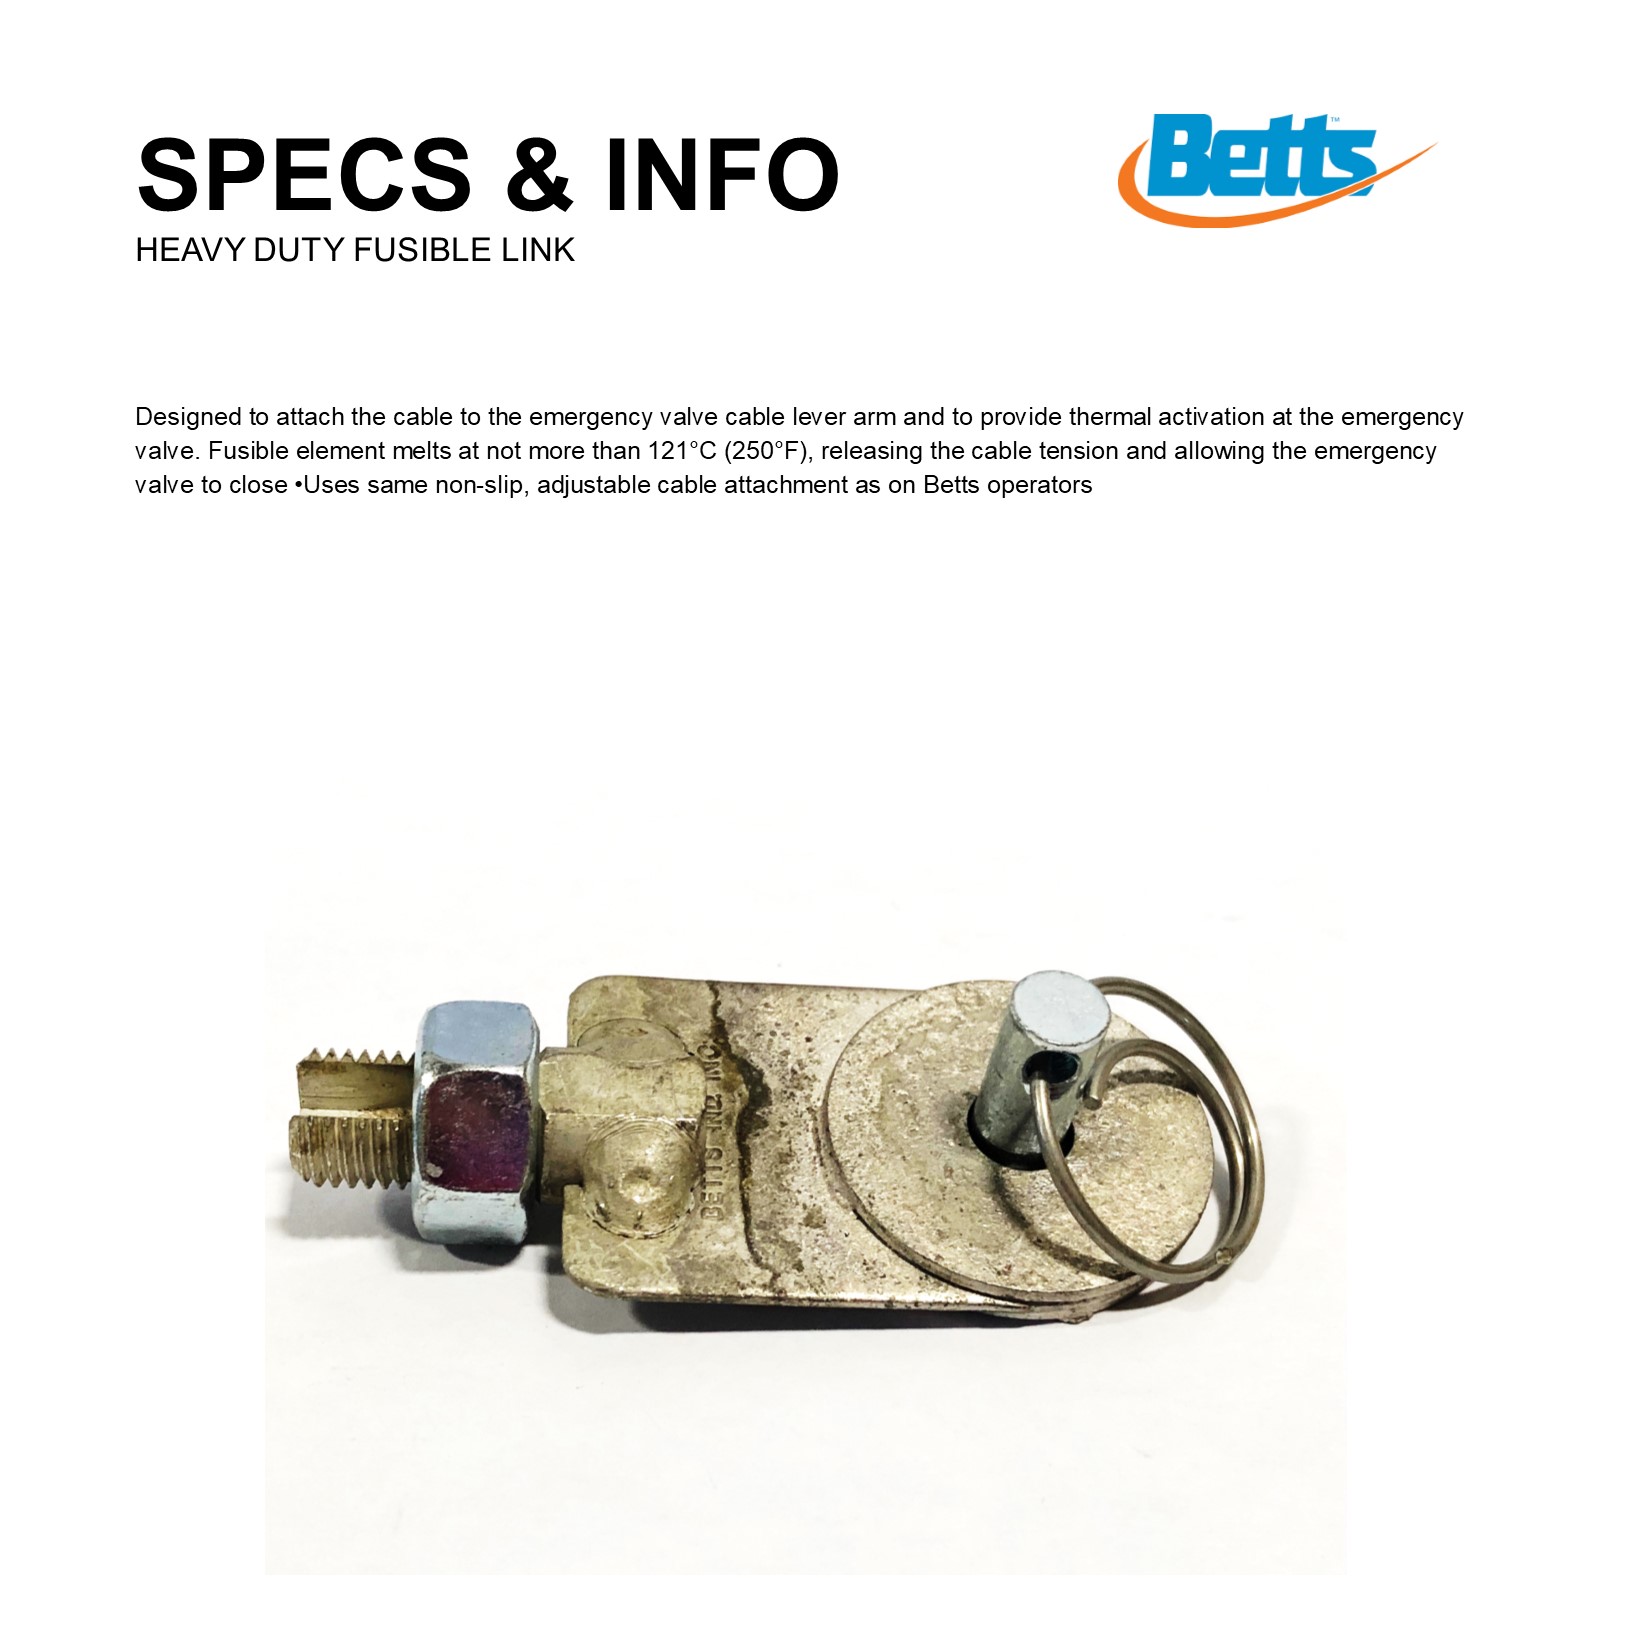 SPECS & INFO
Betts™
HEAVY DUTY FUSIBLE LINK
Designed to attach the cable to the emergency valve cable lever arm and to provide thermal activation at the emergency
valve. Fusible element melts at not more than 121°C (250°F), releasing the cable tension and allowing the emergency
valve to close •Uses same non-slip, adjustable cable attachment as on Betts operators
BETTS IND. INC.